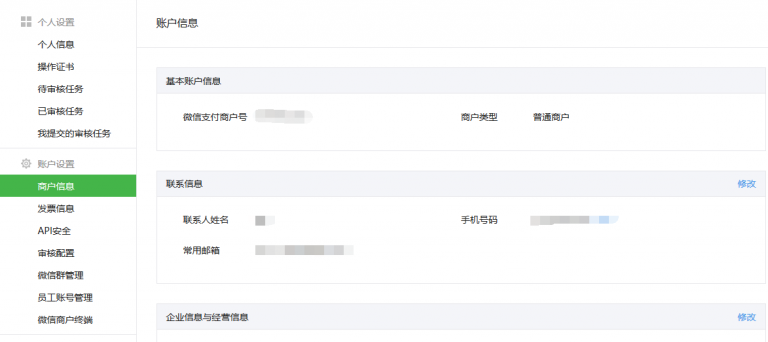 个人设置
个人信息
操作证书
待审核任务
已审核任务
我提交的审核任务
账户设置
商户信息
发票信息
API安全
审核配置
微信群管理
员工账号管理
微信商户终端
账户信息
基本账户信息
微信支付商户号
商户类型 普通商户
联系信息 修改
联系人姓名 手机号码
常用邮箱
企业信息与经营信息 修改